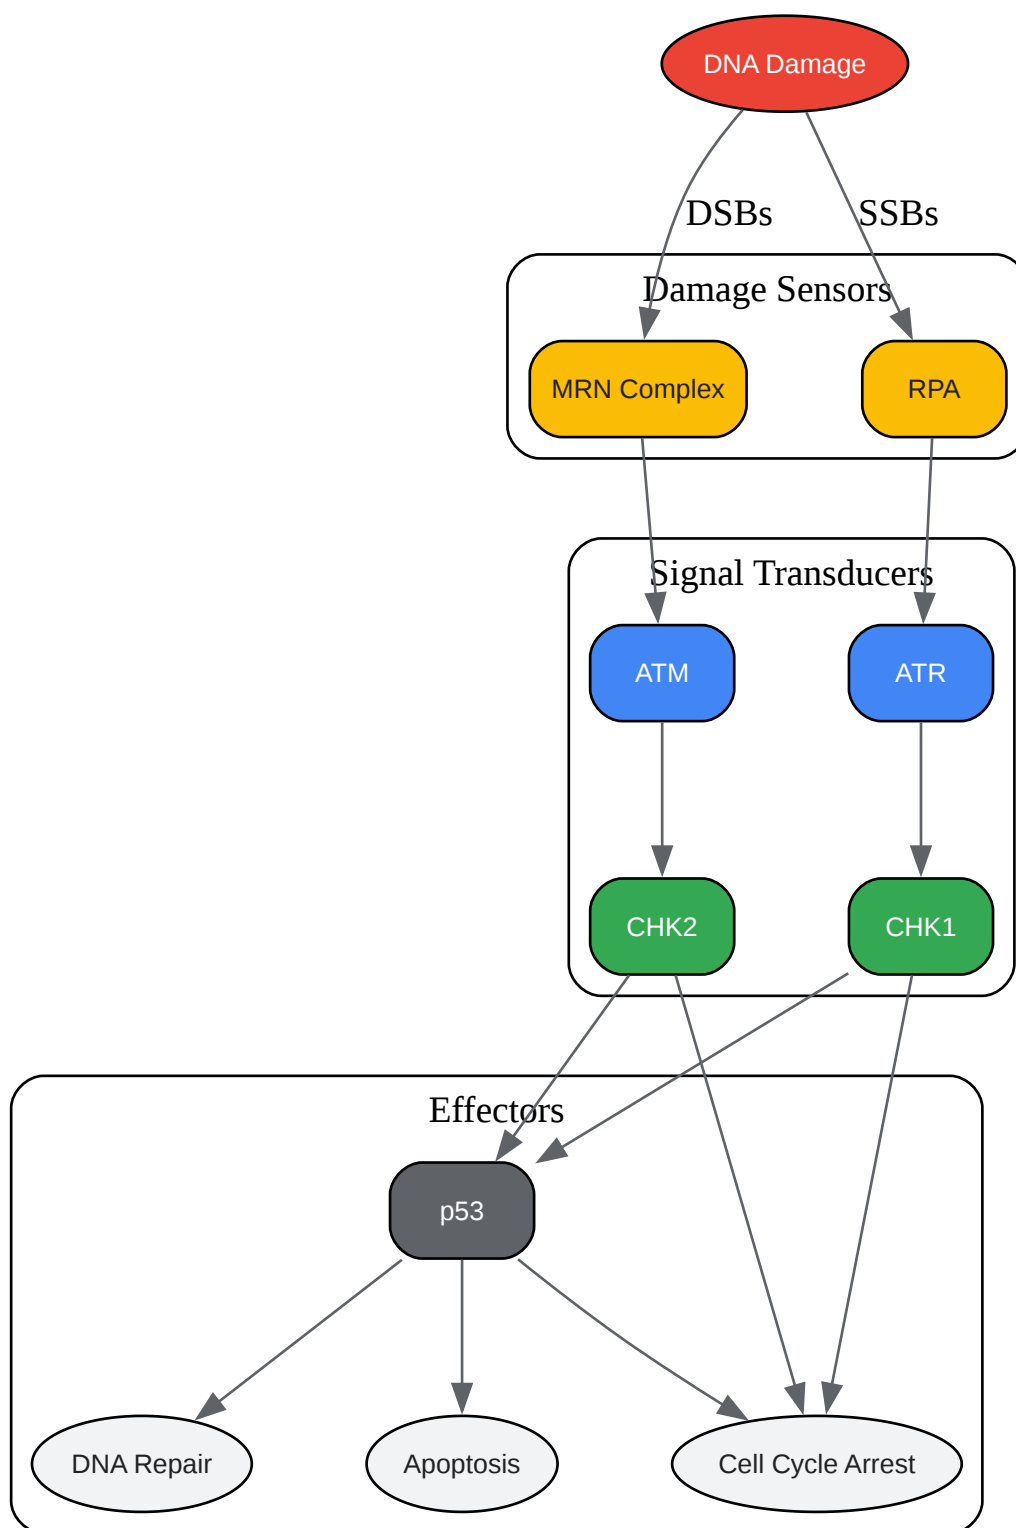 DNA Damage
DSBs
SSBs
Damage Sensors
MRN Complex
RPA
Signal Transducers
ATM
ATR
CHK2
CHK1
Effectors
p53
DNA Repair
Apoptosis
Cell Cycle Arrest